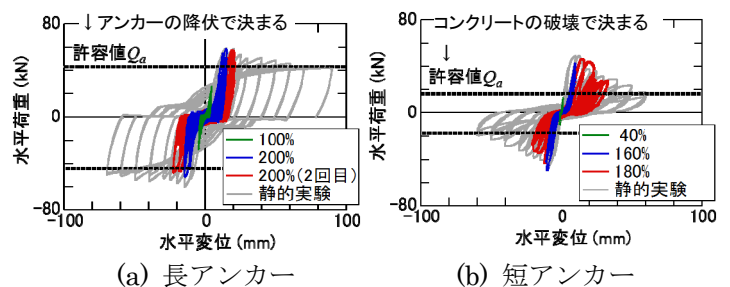 ↓アンカーの降伏で決まる
許容値Qa
水平荷重 (kN)
80
0
-80
-100
0
100
水平変位 (mm)
100%
200%
200%(2回目)
静的実験
(a) 長アンカー
コンクリートの破壊で決まる
↓
許容値Qa
水平荷重 (kN)
80
0
-80
-100
0
100
水平変位 (mm)
40%
160%
180%
静的実験
(b) 短アンカー